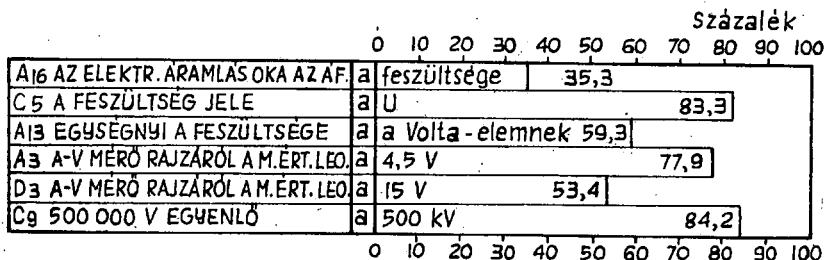 Százalék
0 10 20 30 40 50 60 70 80 90 100
A16 AZ ELEKTR. ÁRAMLÁS OKA AZ ÁF. a feszültsége 35,3
C5 A FESZÜLTSÉG JELE a U 83,3
A13 EGYSÉGNYI A FESZÜLTSÉGE a a Volta-elemnek 59,3
A3 A-V MÉRŐ RAJZÁRÓL A M.ÉRT. LEO. a 4,5 V 77,9
D3 A-V MÉRŐ RAJZÁRÓL A M.ÉRT. LEO. a 15 V 53,4
C9 500 000 V EGYENLŐ a 500 kV 84,2
0 10 20 30 40 50 60 70 80 90 100